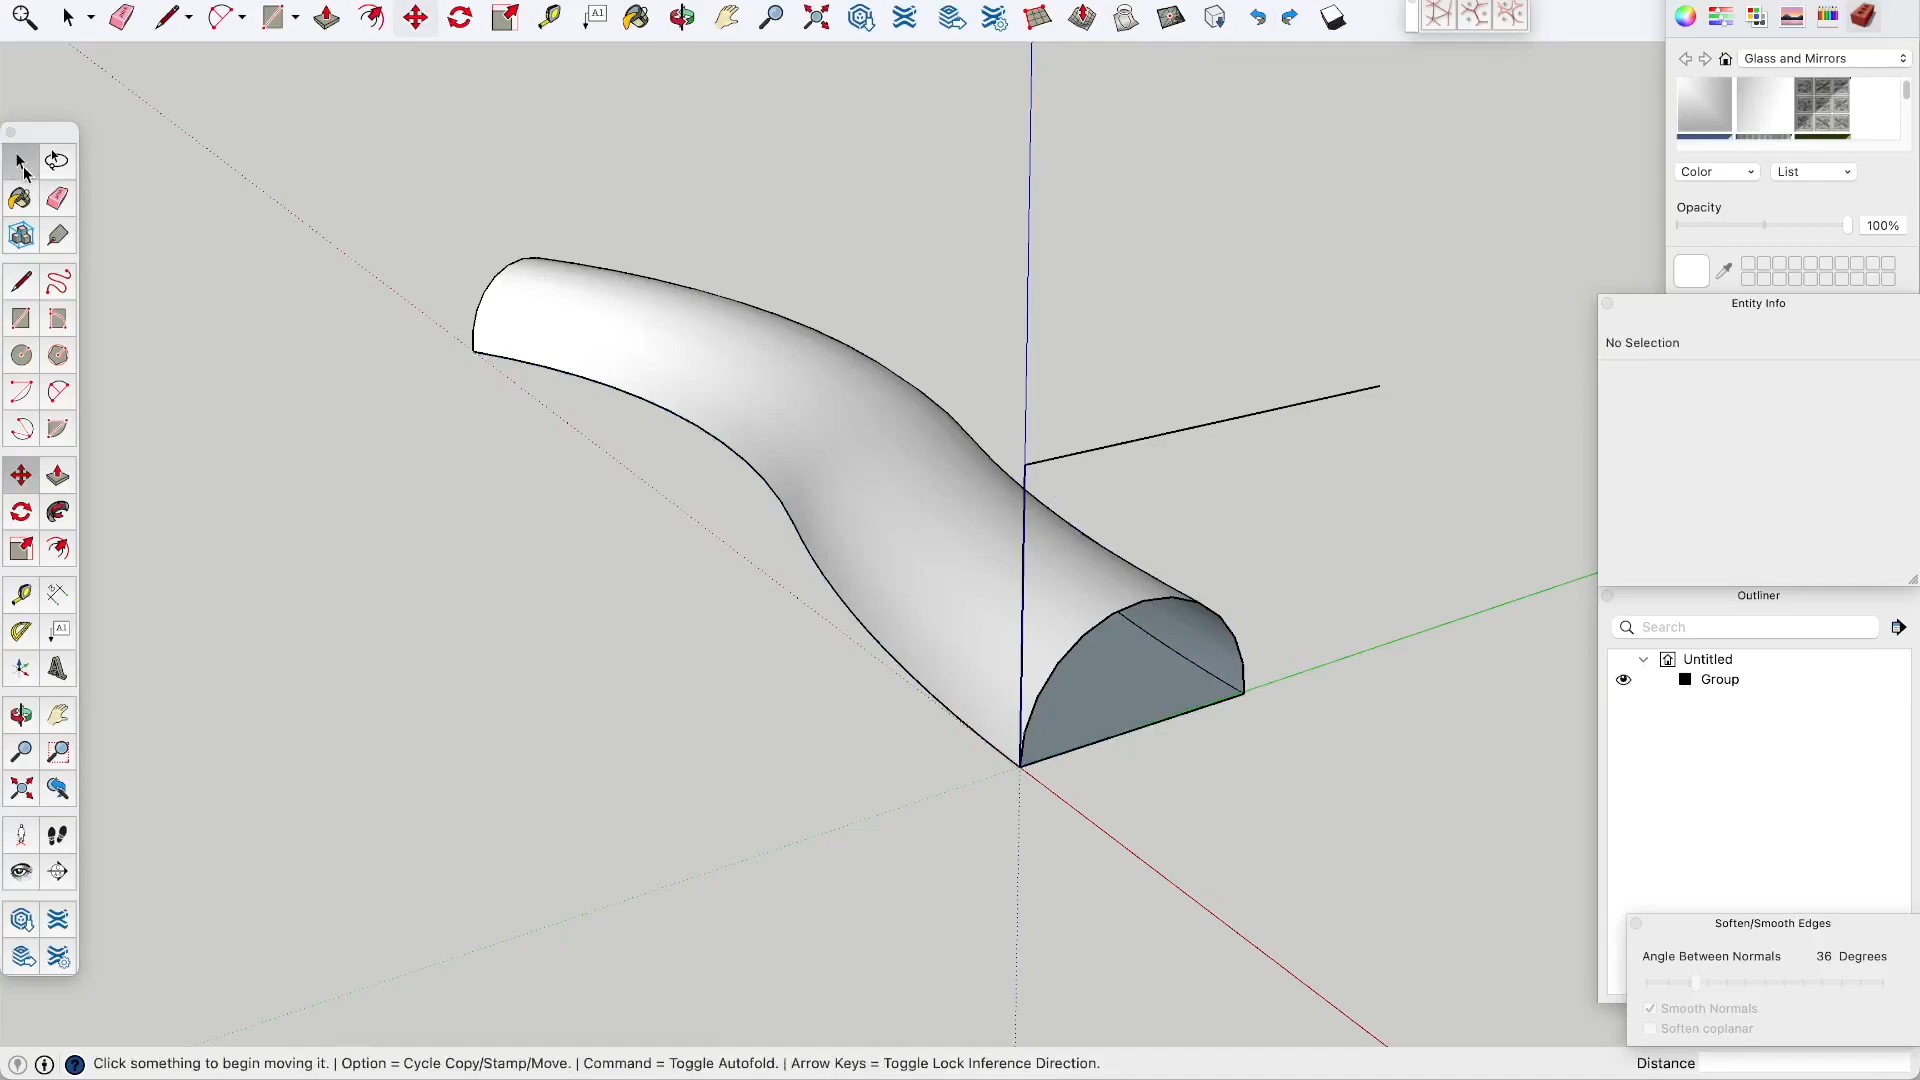 A1
Glass and Mirrors
Color
List
Opacity
100%
Entity Info
No Selection
A1
Outliner
Search
Untitled
Group
Soften/Smooth Edges
Angle Between Normals 36 Degrees
Smooth Normals
Soften coplanar
Click something to begin moving it. | Option = Cycle Copy/Stamp/Move. | Command = Toggle Autofold. | Arrow Keys = Toggle Lock Inference Direction.
Distance